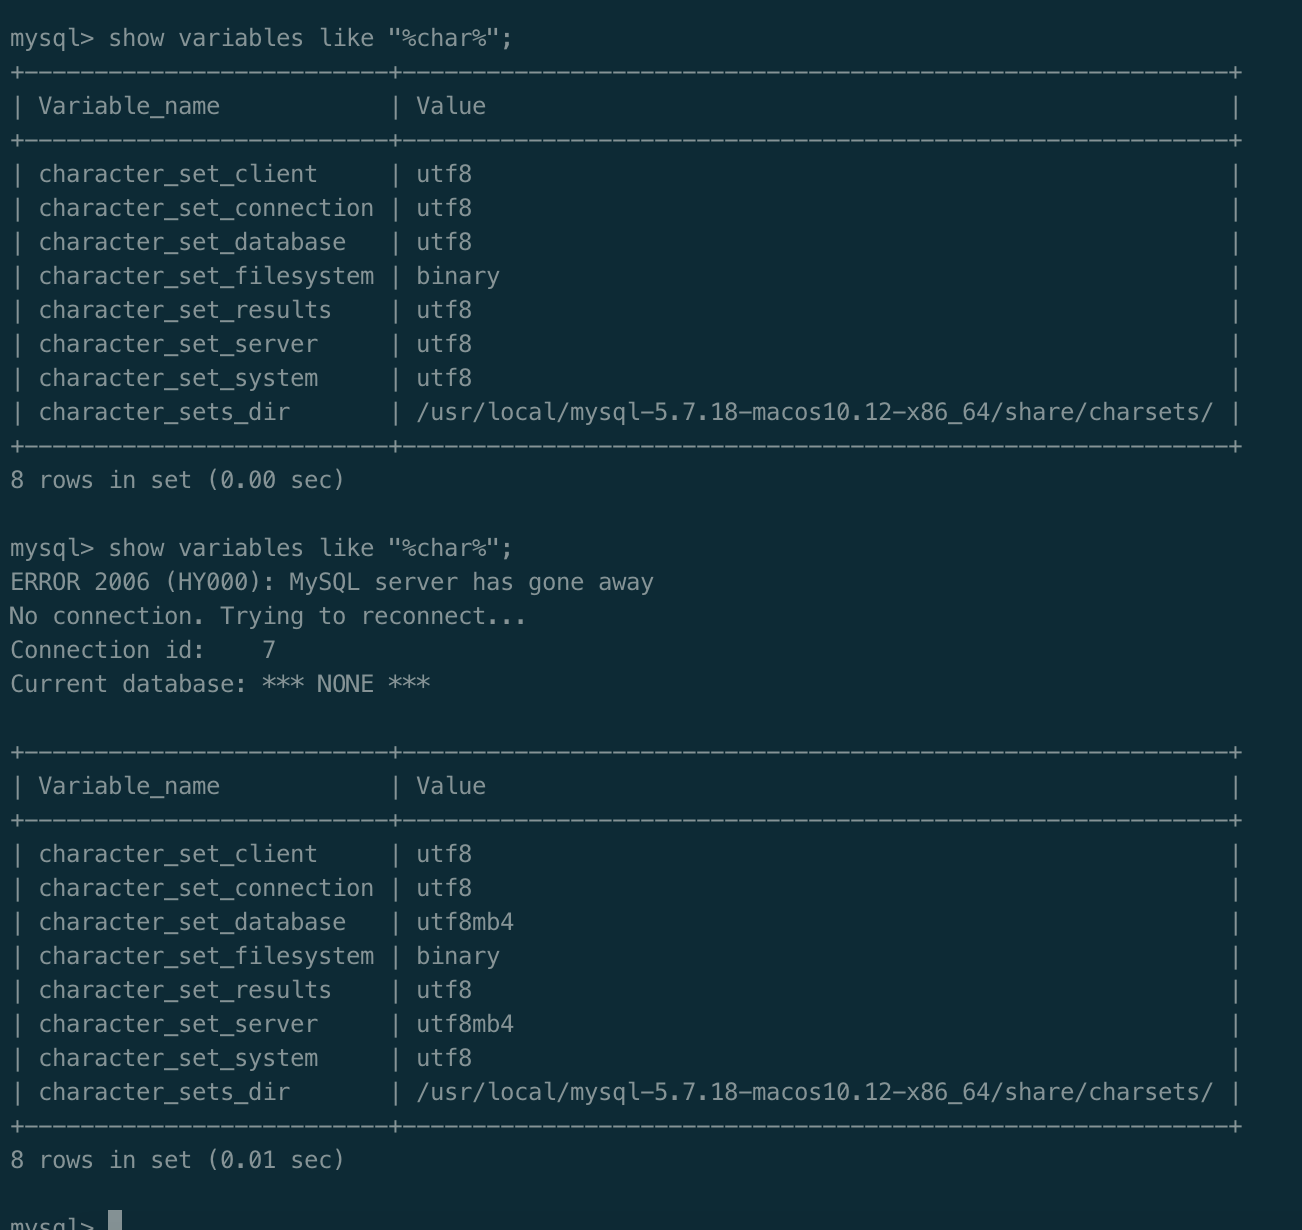 mysql> show variables like "%char%";
+--------------------------+-----------------------------------------------------------+
| Variable_name            | Value                                                     |
+--------------------------+-----------------------------------------------------------+
| character_set_client     | utf8                                                      |
| character_set_connection | utf8                                                      |
| character_set_database   | utf8                                                      |
| character_set_filesystem | binary                                                    |
| character_set_results    | utf8                                                      |
| character_set_server     | utf8                                                      |
| character_set_system     | utf8                                                      |
| character_sets_dir       | /usr/local/mysql-5.7.18-macos10.12-x86_64/share/charsets/ |
+--------------------------+-----------------------------------------------------------+
8 rows in set (0.00 sec)

mysql> show variables like "%char%";
ERROR 2006 (HY000): MySQL server has gone away
No connection. Trying to reconnect...
Connection id:    7
Current database: *** NONE ***

+--------------------------+-----------------------------------------------------------+
| Variable_name            | Value                                                     |
+--------------------------+-----------------------------------------------------------+
| character_set_client     | utf8                                                      |
| character_set_connection | utf8                                                      |
| character_set_database   | utf8mb4                                                   |
| character_set_filesystem | binary                                                    |
| character_set_results    | utf8                                                      |
| character_set_server     | utf8mb4                                                   |
| character_set_system     | utf8                                                      |
| character_sets_dir       | /usr/local/mysql-5.7.18-macos10.12-x86_64/share/charsets/ |
+--------------------------+-----------------------------------------------------------+
8 rows in set (0.01 sec)

mysql>